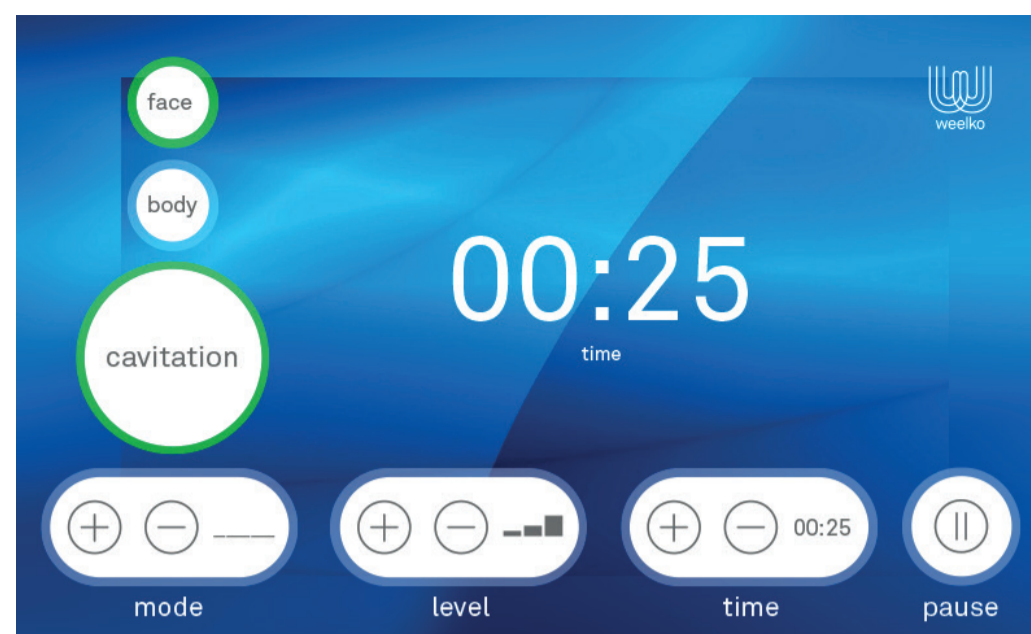 face
weelko
body
00:25
time
cavitation
00:25
mode
level
time
pause